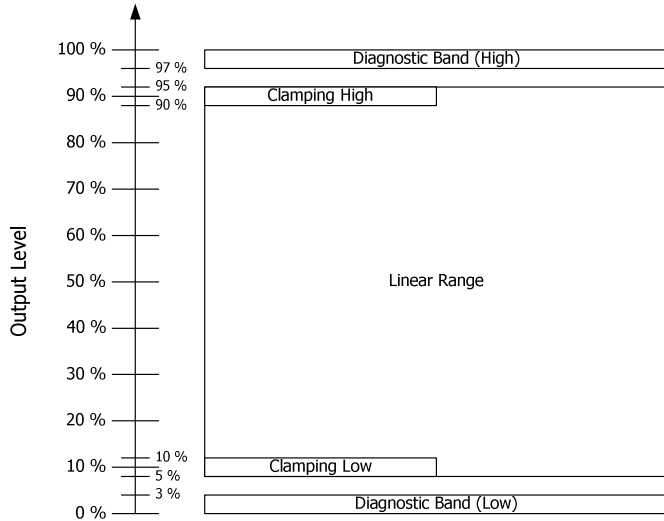 100 %
Diagnostic Band (High)
97 %
95 %
90 %
Clamping High
90 %
80 %
70 %
60 %
Output Level
50 %
Linear Range
40 %
30 %
20 %
10 %
10 %
Clamping Low
5 %
3 %
Diagnostic Band (Low)
0 %